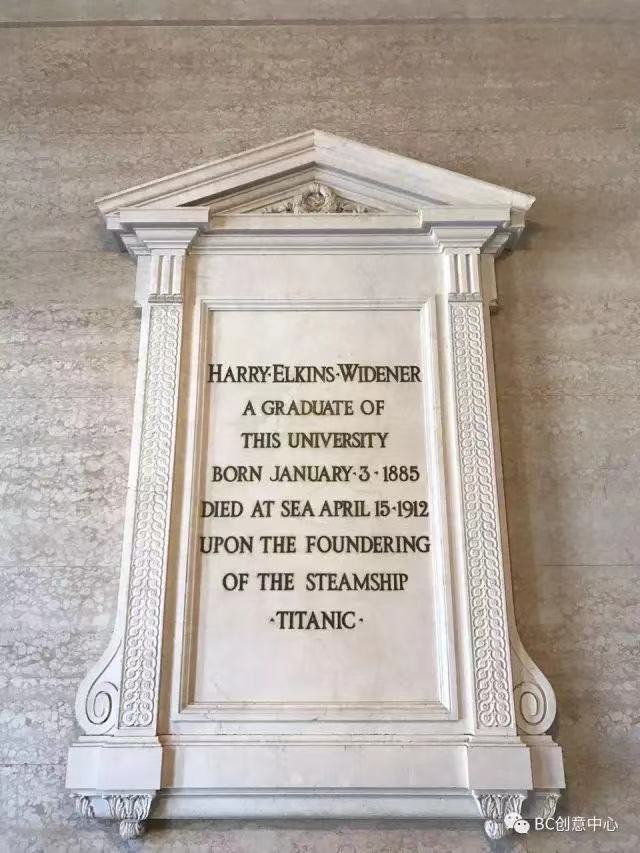 HARRY·ELKINS·WIDENER
A GRADUATE OF
THIS UNIVERSITY
BORN JANUARY·3·1885
DIED AT SEA APRIL 15·1912
UPON THE FOUNDERING
OF THE STEAMSHIP
·TITANIC·
BC创意中心